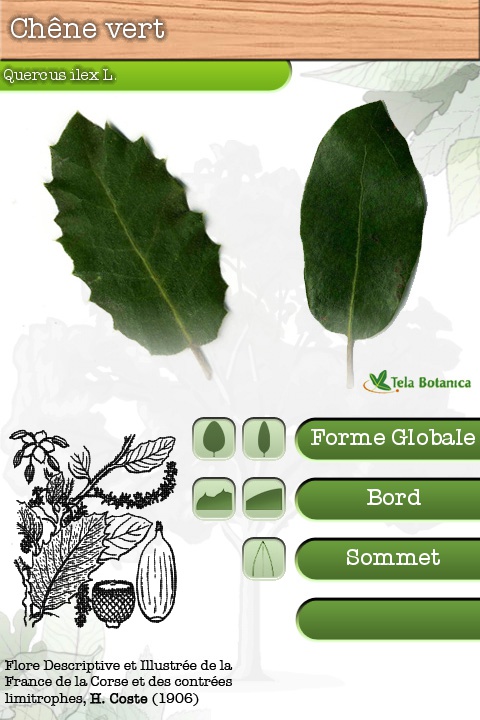 Chêne vert
Quercus ilex L.
Tela Botanica
Forme Globale
Bord
Sommet
Flore Descriptive et Illustrée de la
France de la Corse et des contrées
limitrophes, H. Coste (1906)